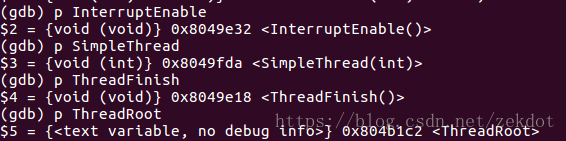 (gdb) p InterruptEnable
$2 = {void (void)} 0x8049e32 <InterruptEnable()>
(gdb) p SimpleThread
$3 = {void (int)} 0x8049fda <SimpleThread(int)>
(gdb) p ThreadFinish
$4 = {void (void)} 0x8049e18 <ThreadFinish()>
(gdb) p ThreadRoot
https://blog.csdn.net/zekdot
$5 = {<text variable, no debug info>} 0x804b1c2 <ThreadRoot>